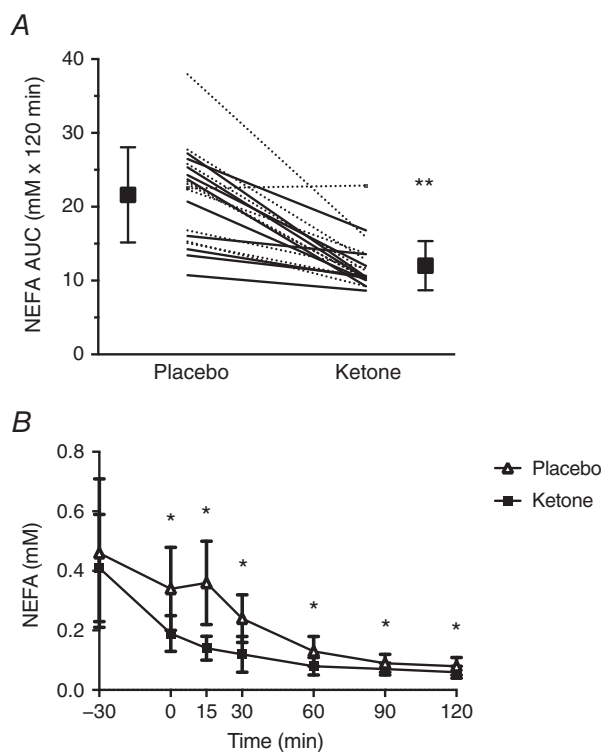 A
NEFA AUC (mM x 120 min)
40
30
20
10
0
**
Placebo
Ketone
B
NEFA (mM)
0.8
0.6
0.4
0.2
0.0
* * * * * *
Placebo
Ketone
−30 0 15 30 60 90 120
Time (min)